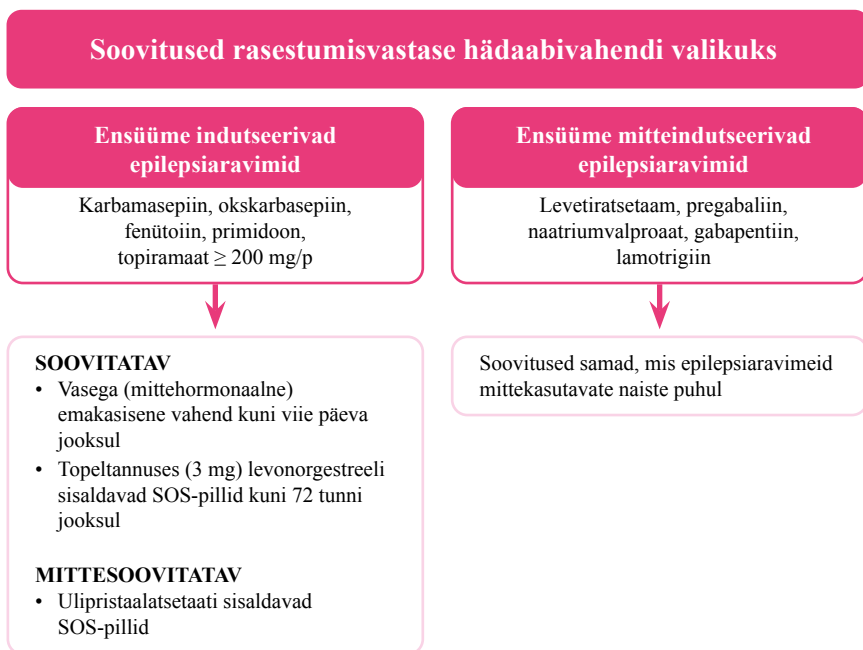 Soovitused rasestumisvastase hädaabivahendi valikuks
Ensüüme indutseerivad
epilepsiaravimid
Karbamasepiin, okskarbasepiin,
fenütoiin, primidoon,
topiramaat ≥ 200 mg/p
SOOVITATAV
• Vasega (mittehormonaalne)
emakasisene vahend kuni viie päeva
jooksul
• Topeltannuses (3 mg) levonorgestreeli
sisaldavad SOS-pillid kuni 72 tunni
jooksul
MITTESOOVITATAV
• Ulipristaalatsetaati sisaldavad
SOS-pillid
Ensüüme mitteindutseerivad
epilepsiaravimid
Levetiratsetaam, pregabaliin,
naatriumvalproaat, gabapentiin,
lamotrigiin
Soovitused samad, mis epilepsiaravimeid
mittekasutavate naiste puhul